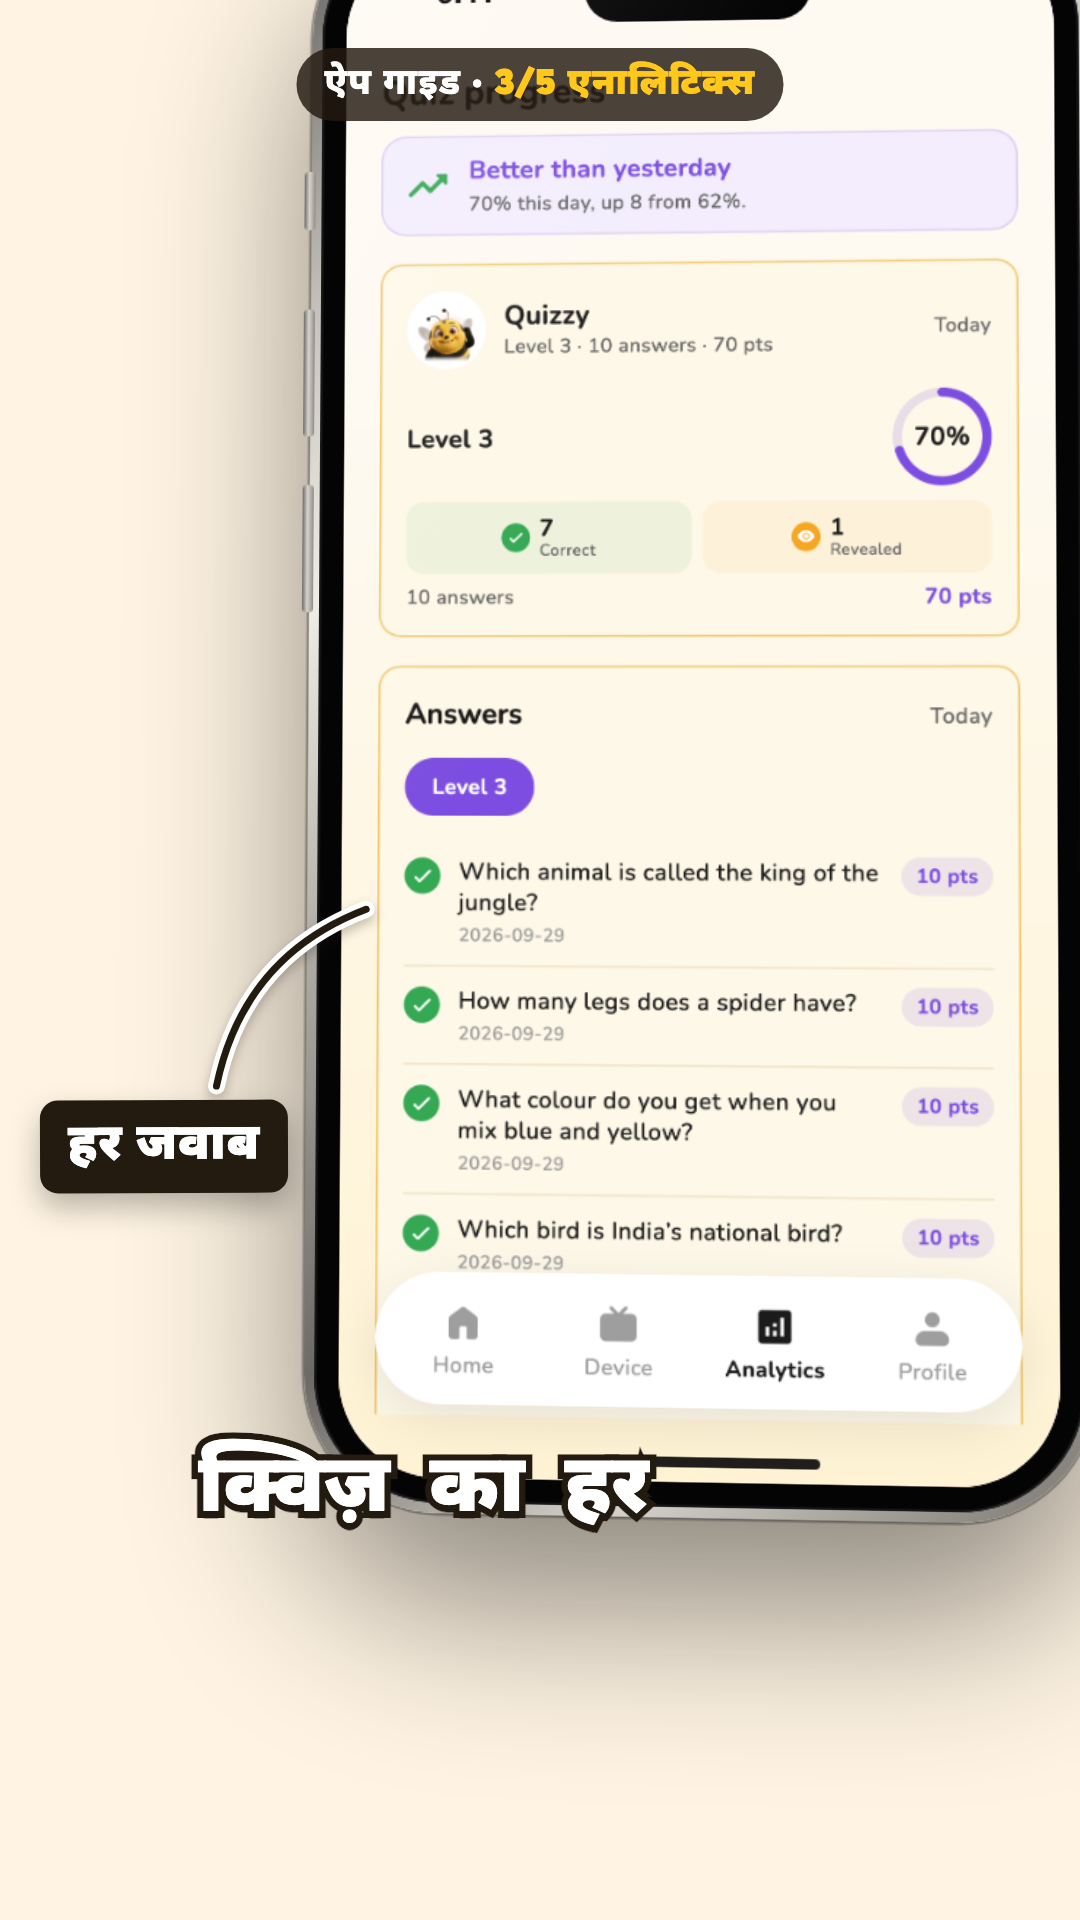 ऐप गाइड · 3/5 एनालिटिक्स
Quiz progress
Better than yesterday
70% this day, up 8 from 62%.
Quizzy
Level 3 · 10 answers · 70 pts
Today
Level 3
70%
7
Correct
1
Revealed
10 answers
70 pts
Answers
Today
Level 3
Which animal is called the king of the
jungle?
2026-09-29
10 pts
How many legs does a spider have?
2026-09-29
10 pts
What colour do you get when you
mix blue and yellow?
2026-09-29
10 pts
Which bird is India’s national bird?
2026-09-29
10 pts
हर जवाब
Home
Device
Analytics
Profile
क्विज़ का हर